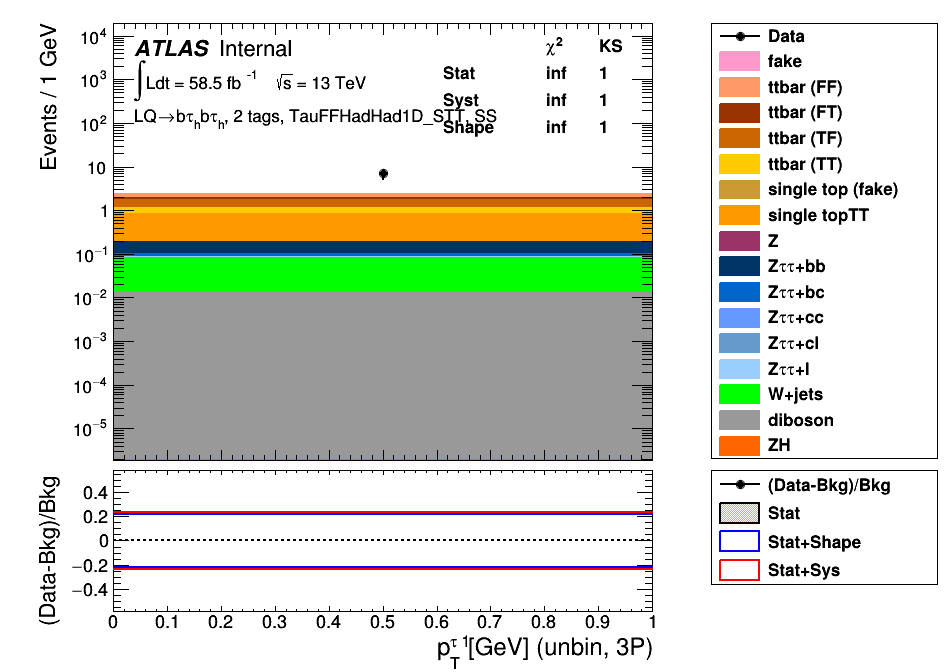 Events / 1 GeV
10⁴
10³
10²
10
1
10⁻¹
10⁻²
10⁻³
10⁻⁴
10⁻⁵
ATLAS Internal
∫Ldt = 58.5 fb⁻¹ √s = 13 TeV
LQ→bτₕbτₕ, 2 tags, TauFFHadHad1D_STT, SS
χ² KS
Stat inf 1
Syst inf 1
Shape inf 1
Data
fake
ttbar (FF)
ttbar (FT)
ttbar (TF)
ttbar (TT)
single top (fake)
single topTT
Z
Zττ+bb
Zττ+bc
Zττ+cc
Zττ+cl
Zττ+l
W+jets
diboson
ZH
(Data-Bkg)/Bkg
0.4
0.2
0
−0.2
−0.4
0 0.1 0.2 0.3 0.4 0.5 0.6 0.7 0.8 0.9 1
p_T^τ 1[GeV] (unbin, 3P)
(Data-Bkg)/Bkg
Stat
Stat+Shape
Stat+Sys